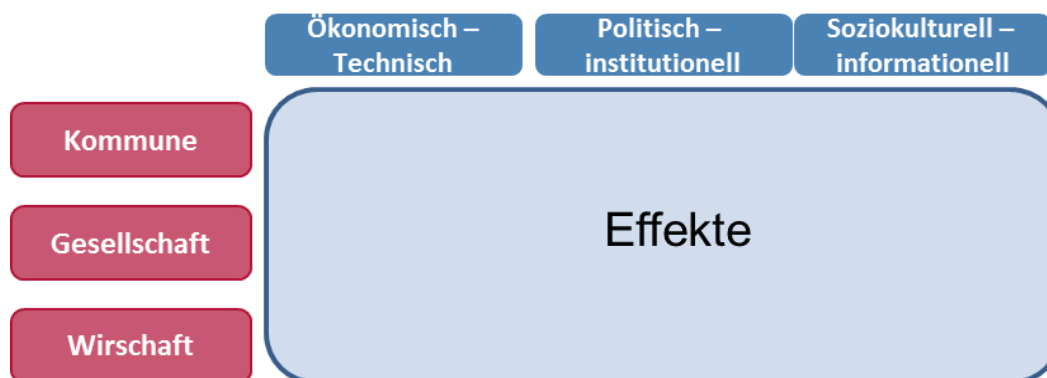 Ökonomisch –
Technisch
Politisch –
institutionell
Soziokulturell –
informationell
Kommune
Gesellschaft
Wirschaft
Effekte